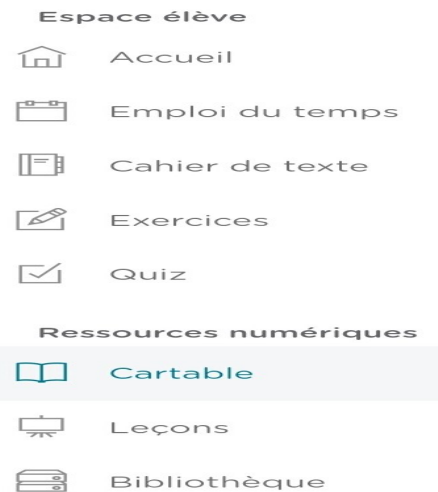 Espace élève
Accueil
Emploi du temps
Cahier de texte
Exercices
Quiz
Ressources numériques
Cartable
Leçons
Bibliothèque